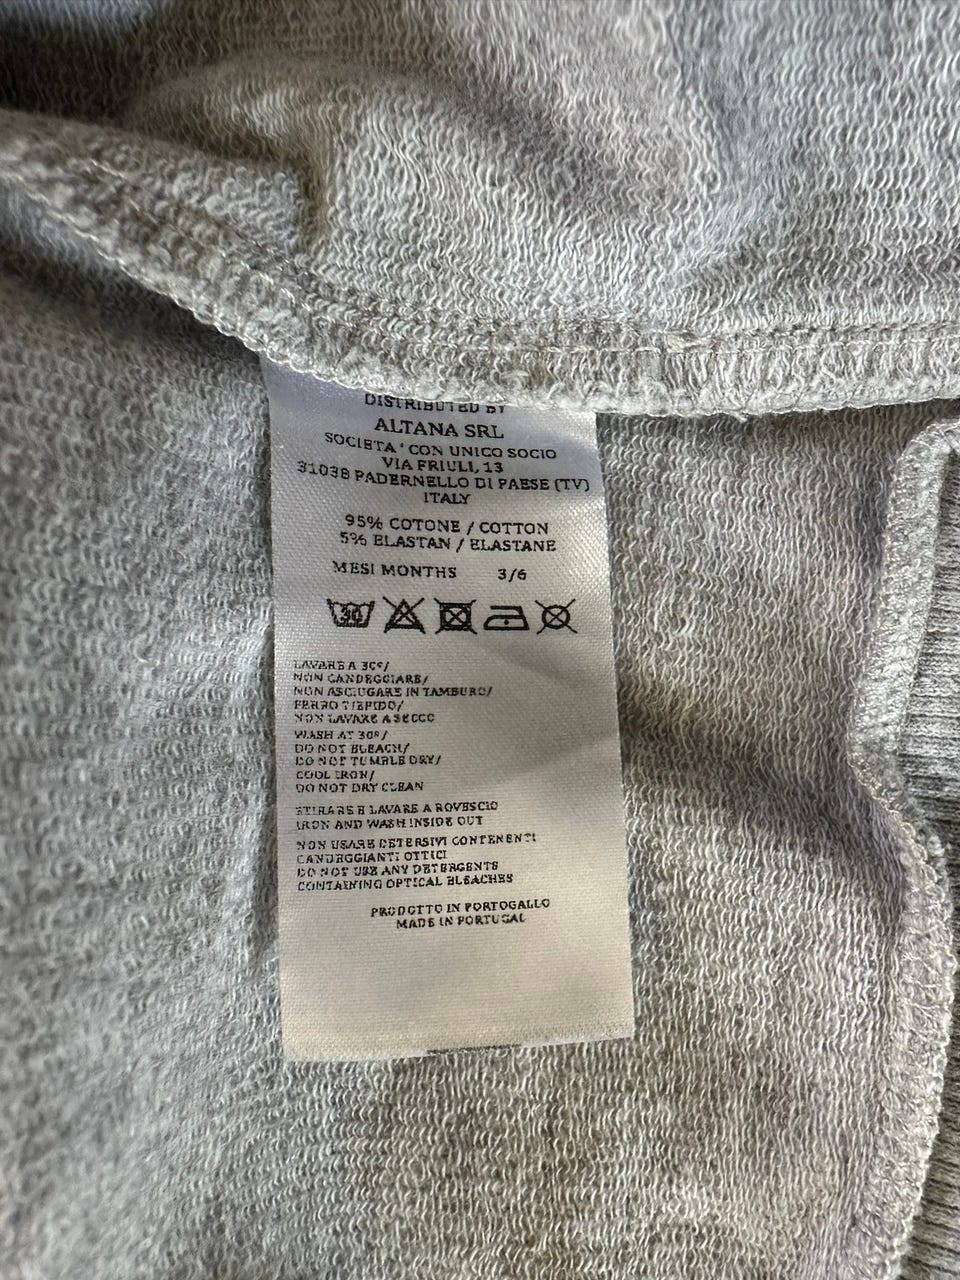 DISTRIBUTED BY
ALTANA SRL
SOCIETA' CON UNICO SOCIO
VIA FRIULI, 13
31038 PADERNELLO DI PAESE (TV)
ITALY
95% COTONE / COTTON
5% ELASTAN / ELASTANE
MESI MONTHS 3/6
30
LAVARE A 30°/
NON CANDEGGIARE/
NON ASCIUGARE IN TAMBURO/
FERRO TIEPIDO/
NON LAVARE A SECCO
WASH AT 30°/
DO NOT BLEACH/
DO NOT TUMBLE DRY/
COOL IRON/
DO NOT DRY CLEAN
STIRARE E LAVARE A ROVESCIO
IRON AND WASH INSIDE OUT
NON USARE DETERSIVI CONTENENTI
CANDEGGIANTI OTTICI
DO NOT USE ANY DETERGENTS
CONTAINING OPTICAL BLEACHES
PRODOTTO IN PORTOGALLO
MADE IN PORTUGAL